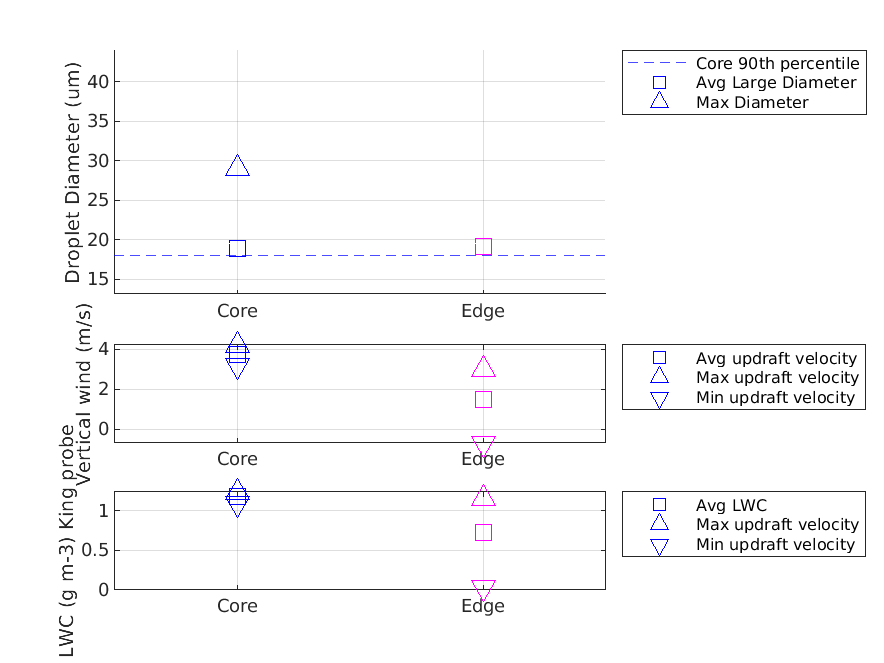 Droplet Diameter (um)
40
35
30
25
20
15
Core
Edge
Core 90th percentile
Avg Large Diameter
Max Diameter
Vertical wind (m/s)
4
2
0
Core
Edge
Avg updraft velocity
Max updraft velocity
Min updraft velocity
LWC (g m-3) King probe
1
0.5
0
Core
Edge
Avg LWC
Max updraft velocity
Min updraft velocity